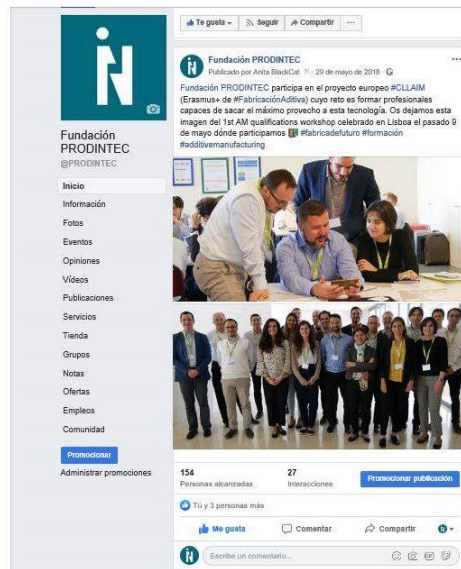 Te gusta
Seguir
Compartir
Fundación PRODINTEC
Publicado por Anita BlackCat
29 de mayo de 2018
Fundación PRODINTEC participa en el proyecto europeo #CLLAIM
(Erasmus+ de #FabricaciónAditiva) cuyo reto es formar profesionales
capaces de sacar el máximo provecho a esta tecnología. Os dejamos esta
imagen del 1st AM qualifications workshop celebrado en Lisboa el pasado 9
de mayo dónde participamos #fabricadefuturo #formación
#additivemanufacturing
Fundación
PRODINTEC
@PRODINTEC
Inicio
Información
Fotos
Eventos
Opiniones
Vídeos
Publicaciones
Servicios
Tienda
Grupos
Notas
Ofertas
Empleos
Comunidad
Promocionar
Administrar promociones
154
Personas alcanzadas
27
Interacciones
Promocionar publicación
Tú y 3 personas más
Me gusta
Comentar
Compartir
Escribe un comentario...